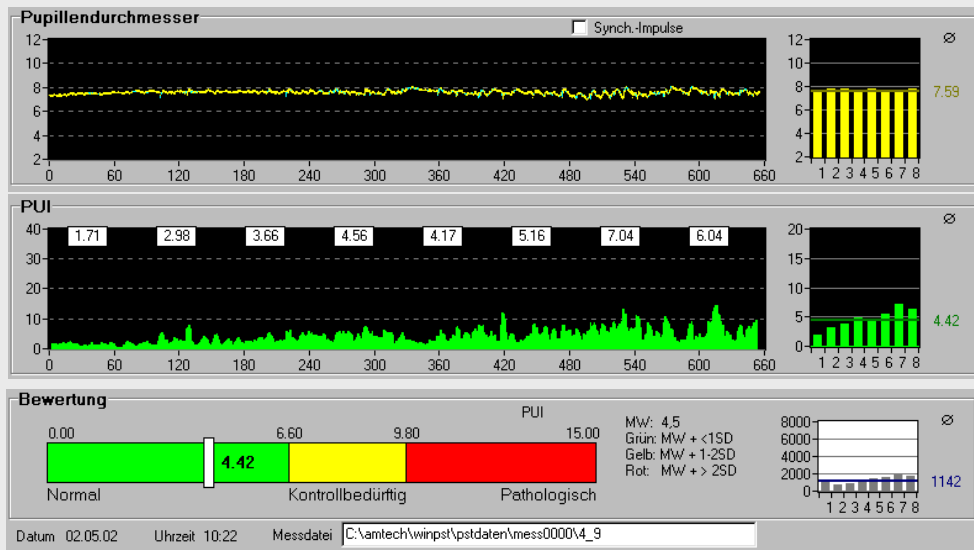 Pupillendurchmesser
Synch.-Impulse
12 10 8 6 4 2
0 60 120 180 240 300 360 420 480 540 600 660
12 10 8 6 4 2
1 2 3 4 5 6 7 8
Ø
7.59
PUI
40 30 20 10 0
1.71 2.98 3.66 4.56 4.17 5.16 7.04 6.04
0 60 120 180 240 300 360 420 480 540 600 660
20 15 10 5 0
1 2 3 4 5 6 7 8
Ø
4.42
Bewertung
PUI
0.00 6.60 9.80 15.00
4.42
Normal Kontrollbedürftig Pathologisch
MW: 4,5
Grün: MW + <1SD
Gelb: MW + 1-2SD
Rot: MW + > 2SD
8000 6000 4000 2000 0
1 2 3 4 5 6 7 8
Ø
1142
Datum 02.05.02 Uhrzeit 10:22 Messdatei C:\amtech\winpst\pstdaten\mess0000\4_9